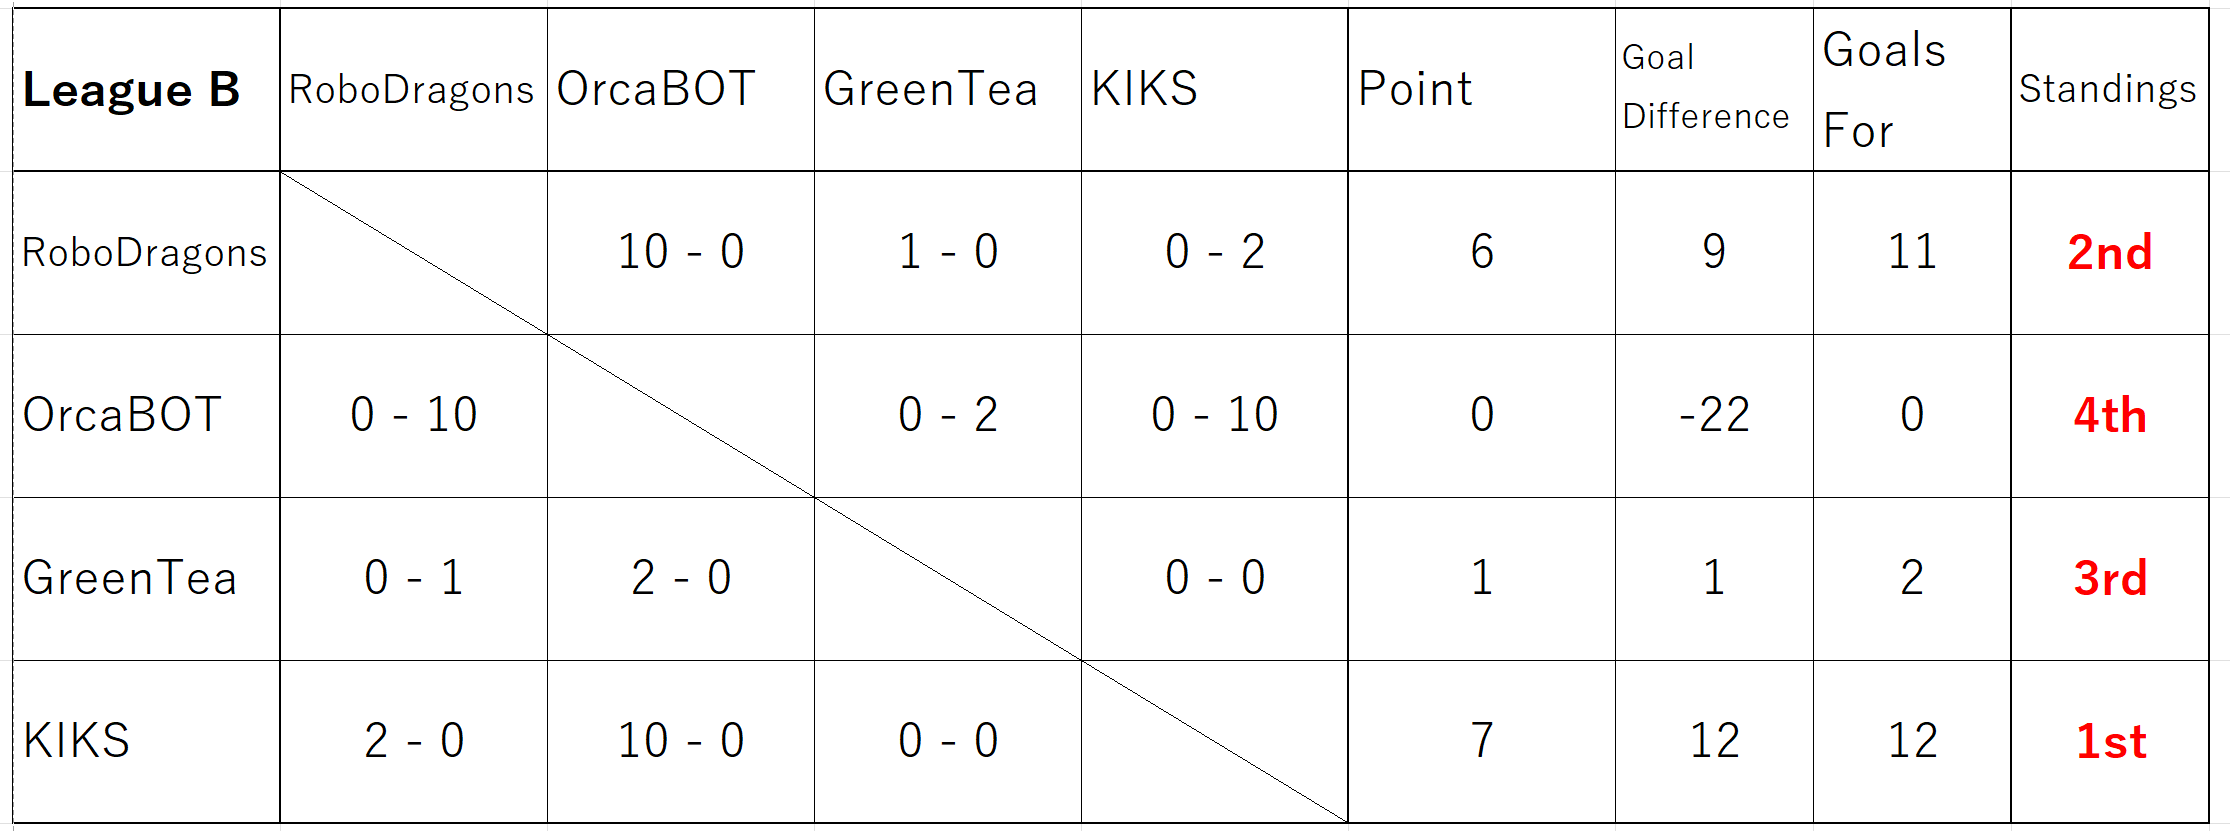 League B RoboDragons OrcaBOT GreenTea KIKS Point Goal Difference Goals For Standings
RoboDragons 10 - 0 1 - 0 0 - 2 6 9 11 2nd
OrcaBOT 0 - 10 0 - 2 0 - 10 0 -22 0 4th
GreenTea 0 - 1 2 - 0 0 - 0 1 1 2 3rd
KIKS 2 - 0 10 - 0 0 - 0 7 12 12 1st